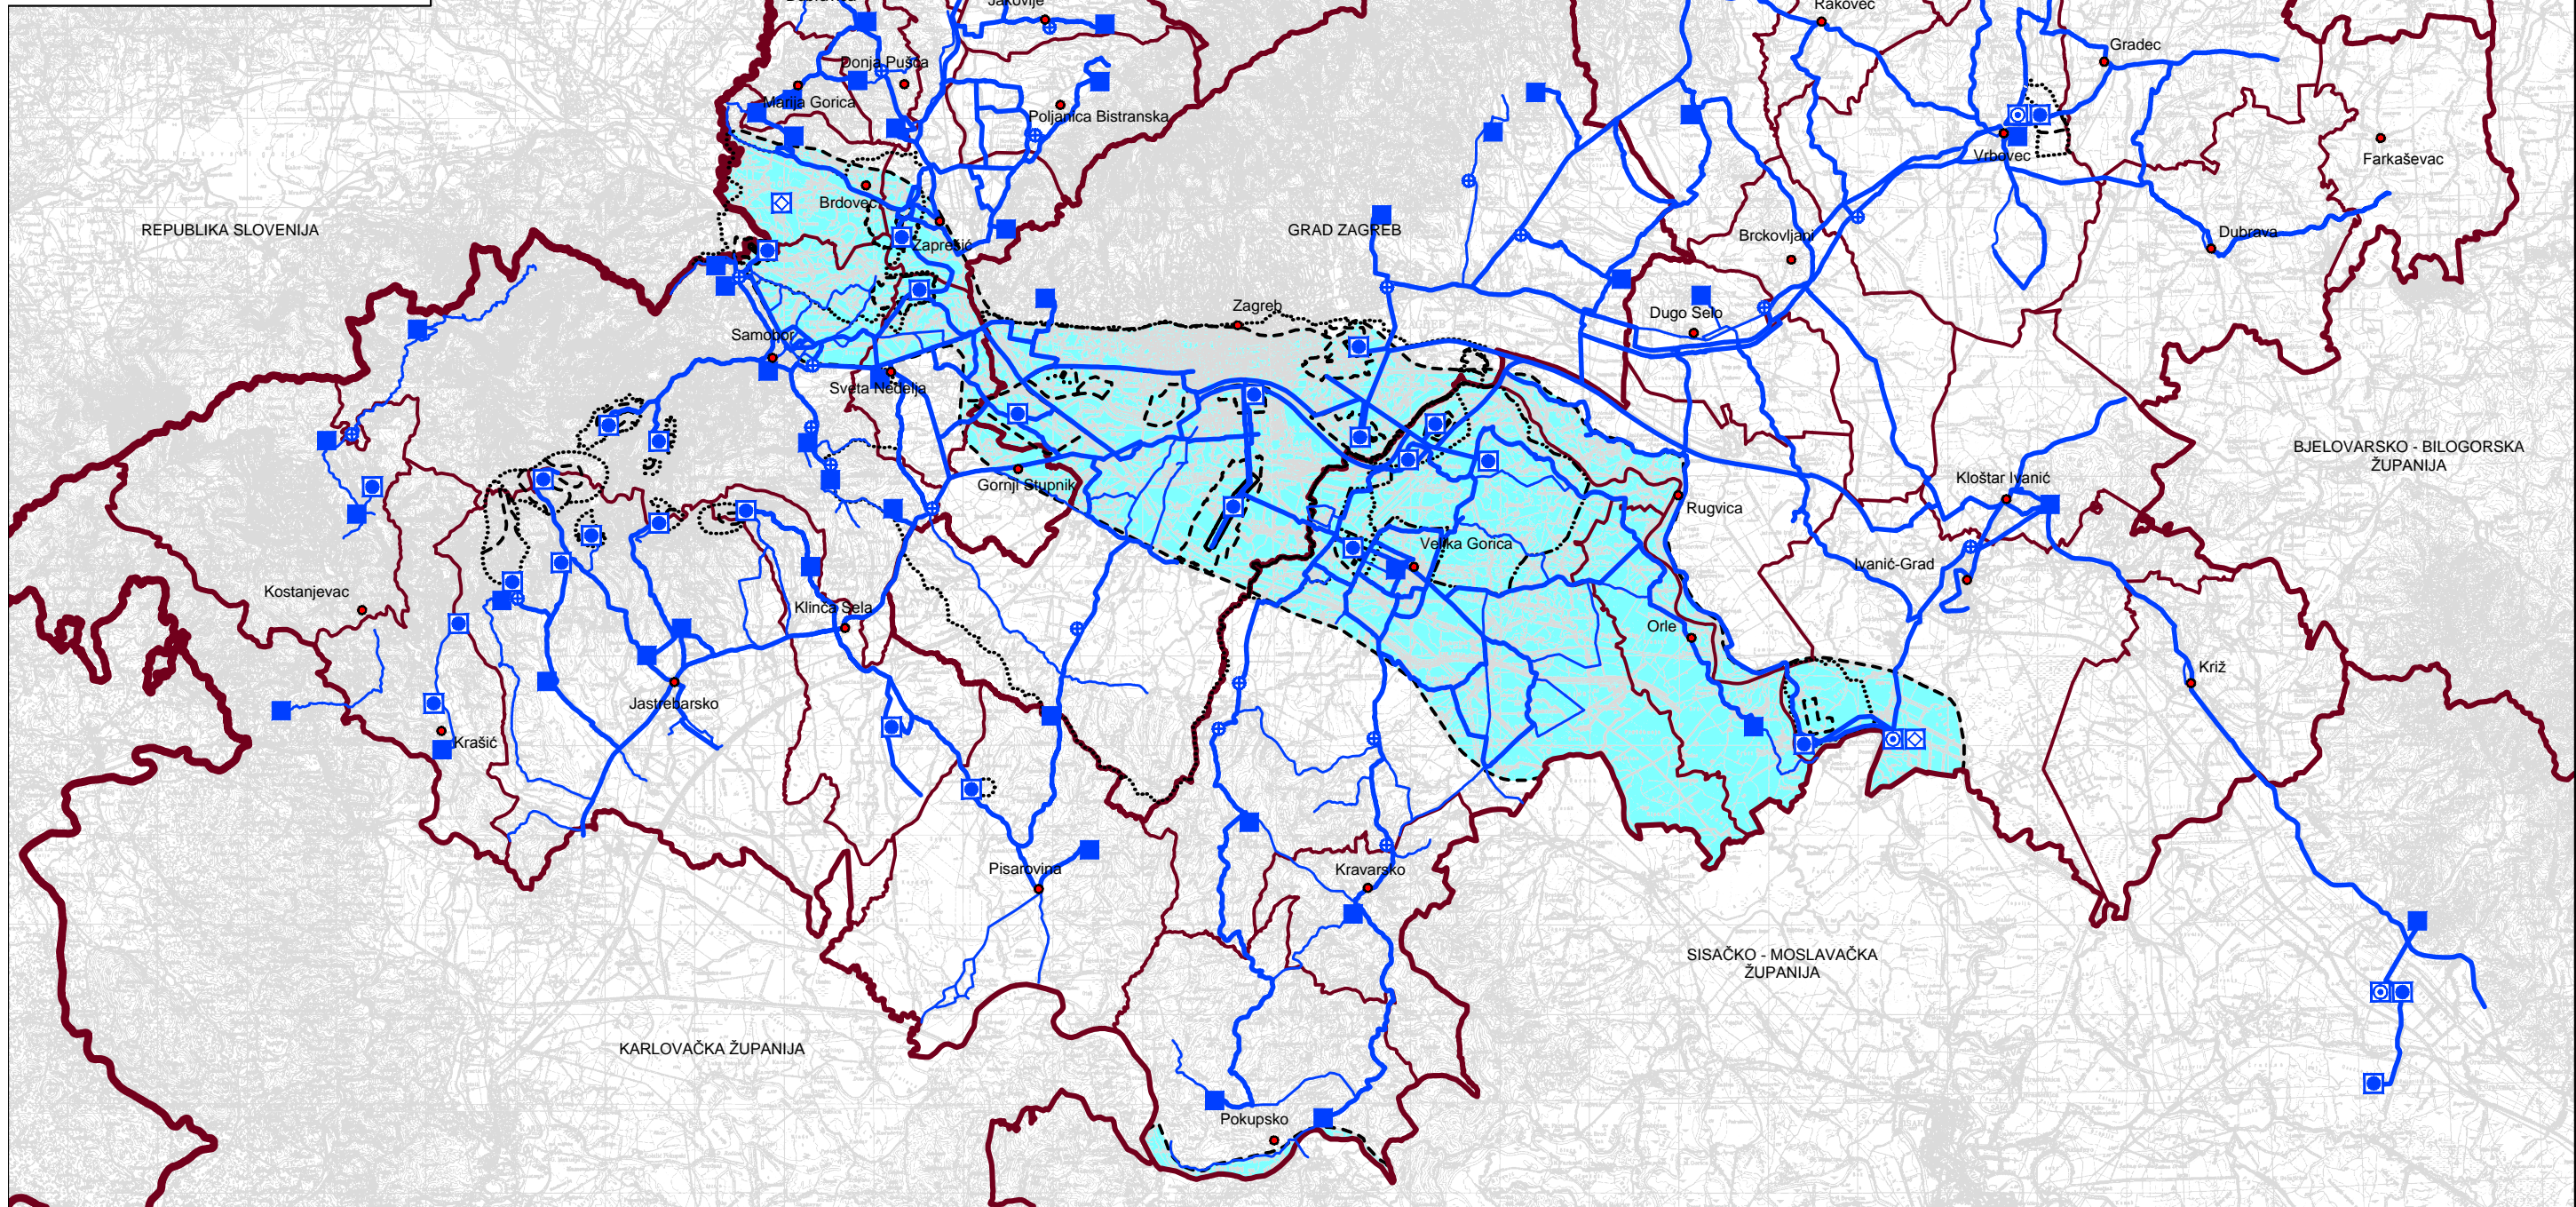 Jakovlje
Rakovec
Gradec
Donja Pušća
Marija Gorica
Poljanica Bistranska
Vrbovec
Farkaševac
Brdovec
REPUBLIKA SLOVENIJA
GRAD ZAGREB
Brckovljani
Dubrava
Zaprešić
Zagreb
Dugo Selo
Samobor
Sveta Nedelja
BJELOVARSKO - BILOGORSKA
ŽUPANIJA
Gornji Stupnik
Kloštar Ivanić
Rugvica
Velika Gorica
Ivanić-Grad
Kostanjevac
Klinča Sela
Orle
Križ
Jastrebarsko
Krašić
Pisarovina
Kravarsko
SISAČKO - MOSLAVAČKA
ŽUPANIJA
KARLOVAČKA ŽUPANIJA
Pokupsko